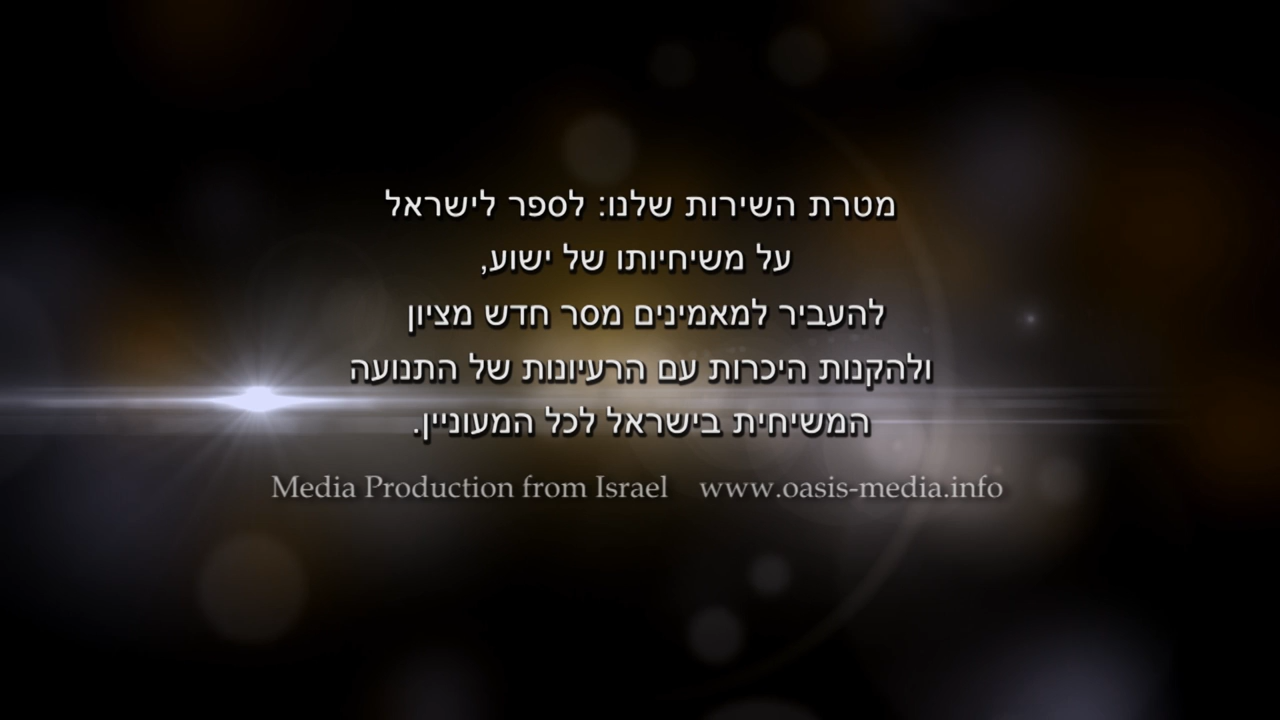 מטרת השירות שלנו: לספר לישראל
על משיחיותו של ישוע,
להעביר למאמינים מסר חדש מציון
ולהקנות היכרות עם הרעיונות של התנועה
המשיחית בישראל לכל המעוניין.
Media Production from Israel www.oasis-media.info